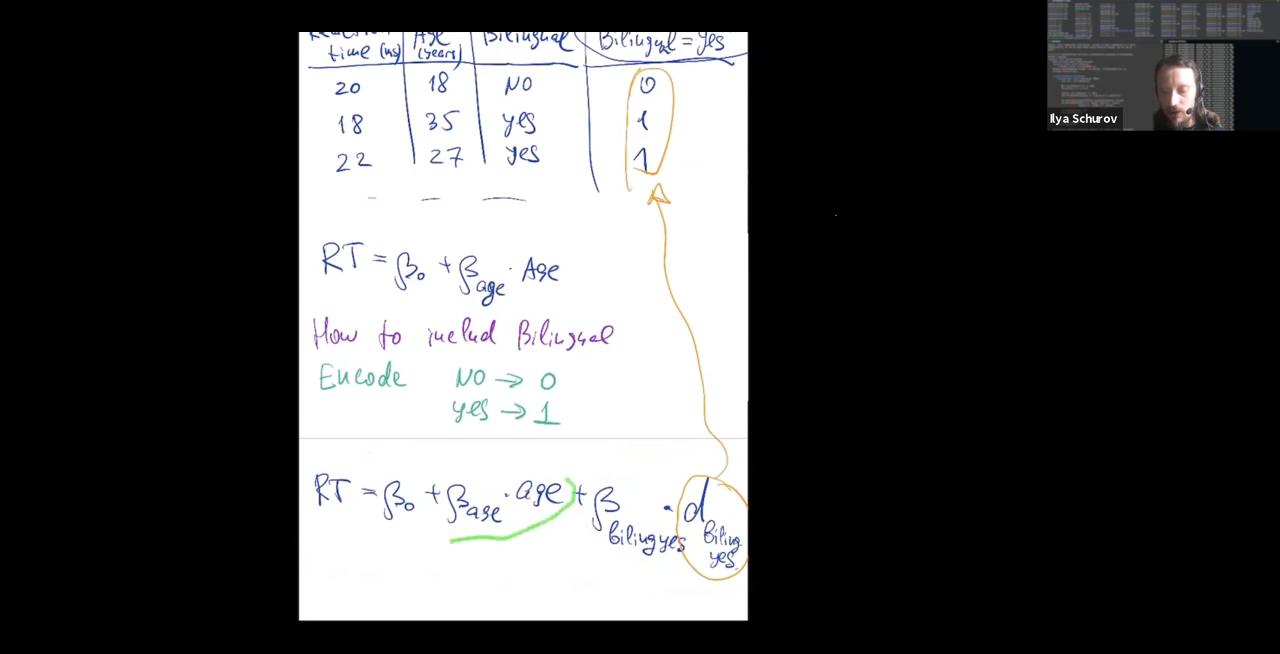 time (ms) Age (years) Bilingual Bilingual = yes
20 18 NO 0
18 35 yes 1
22 27 yes 1
RT = β₀ + β age · Age
How to includ Bilingual
Encode NO → 0
yes → 1
RT = β₀ + β age · age + β bilingyes · d Biling. yes
Ilya Schurov